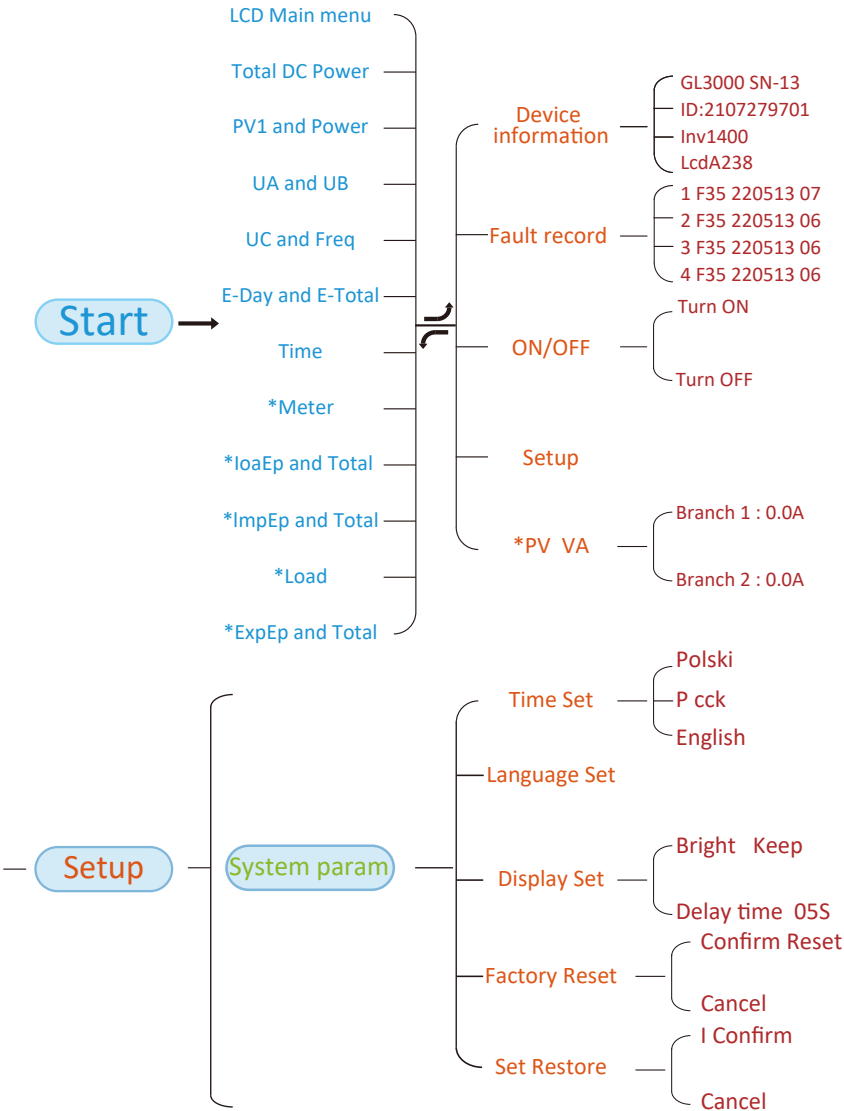 LCD Main menu
Total DC Power
PV1 and Power
UA and UB
UC and Freq
E-Day and E-Total
Start
Time
*Meter
*IoaEp and Total
*ImpEp and Total
*Load
*ExpEp and Total
Device
information
GL3000 SN-13
ID:2107279701
Inv1400
LcdA238
Fault record
1 F35 220513 07
2 F35 220513 06
3 F35 220513 06
4 F35 220513 06
ON/OFF
Turn ON
Turn OFF
Setup
*PV VA
Branch 1 : 0.0A
Branch 2 : 0.0A
Setup
System param
Time Set
Polski
P cck
English
Language Set
Display Set
Bright Keep
Delay time 05S
Factory Reset
Confirm Reset
Cancel
Set Restore
I Confirm
Cancel